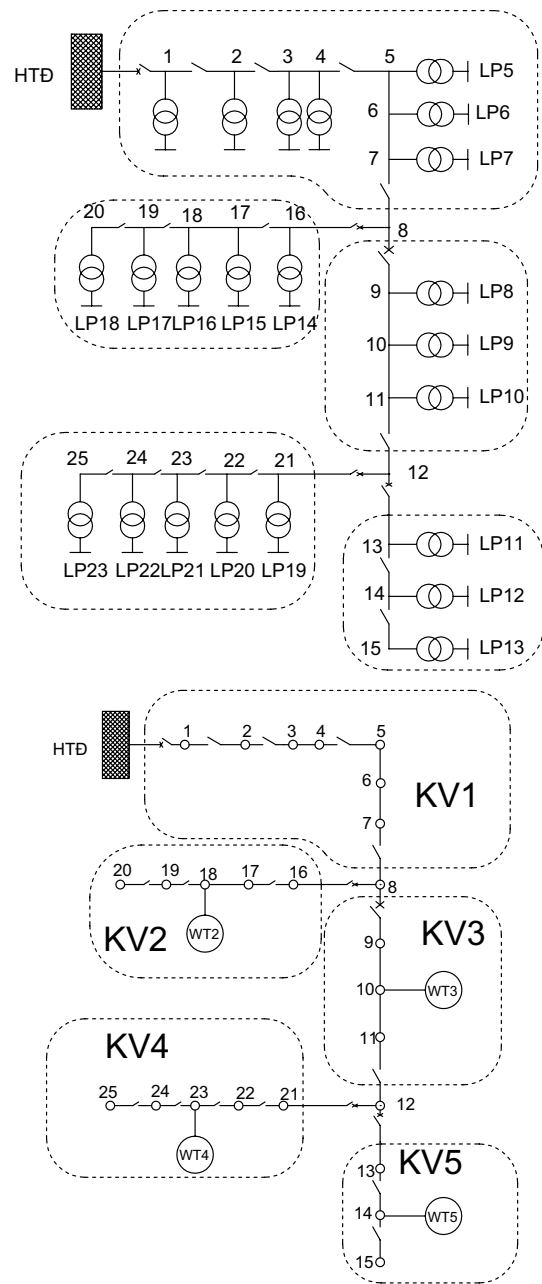 1 2 3 4 5
HTĐ
LP5
6 LP6
7 LP7
20 19 18 17 16
8
LP18 LP17 LP16 LP15 LP14
9 LP8
10 LP9
11 LP10
25 24 23 22 21
12
LP23 LP22 LP21 LP20 LP19
13 LP11
14 LP12
15 LP13
1 2 3 4 5
HTĐ
6
KV1
7
20 19 18 17 16
8
KV2
WT2
KV3
9
10 WT3
11
KV4
25 24 23 22 21
12
WT4
KV5
13
14 WT5
15